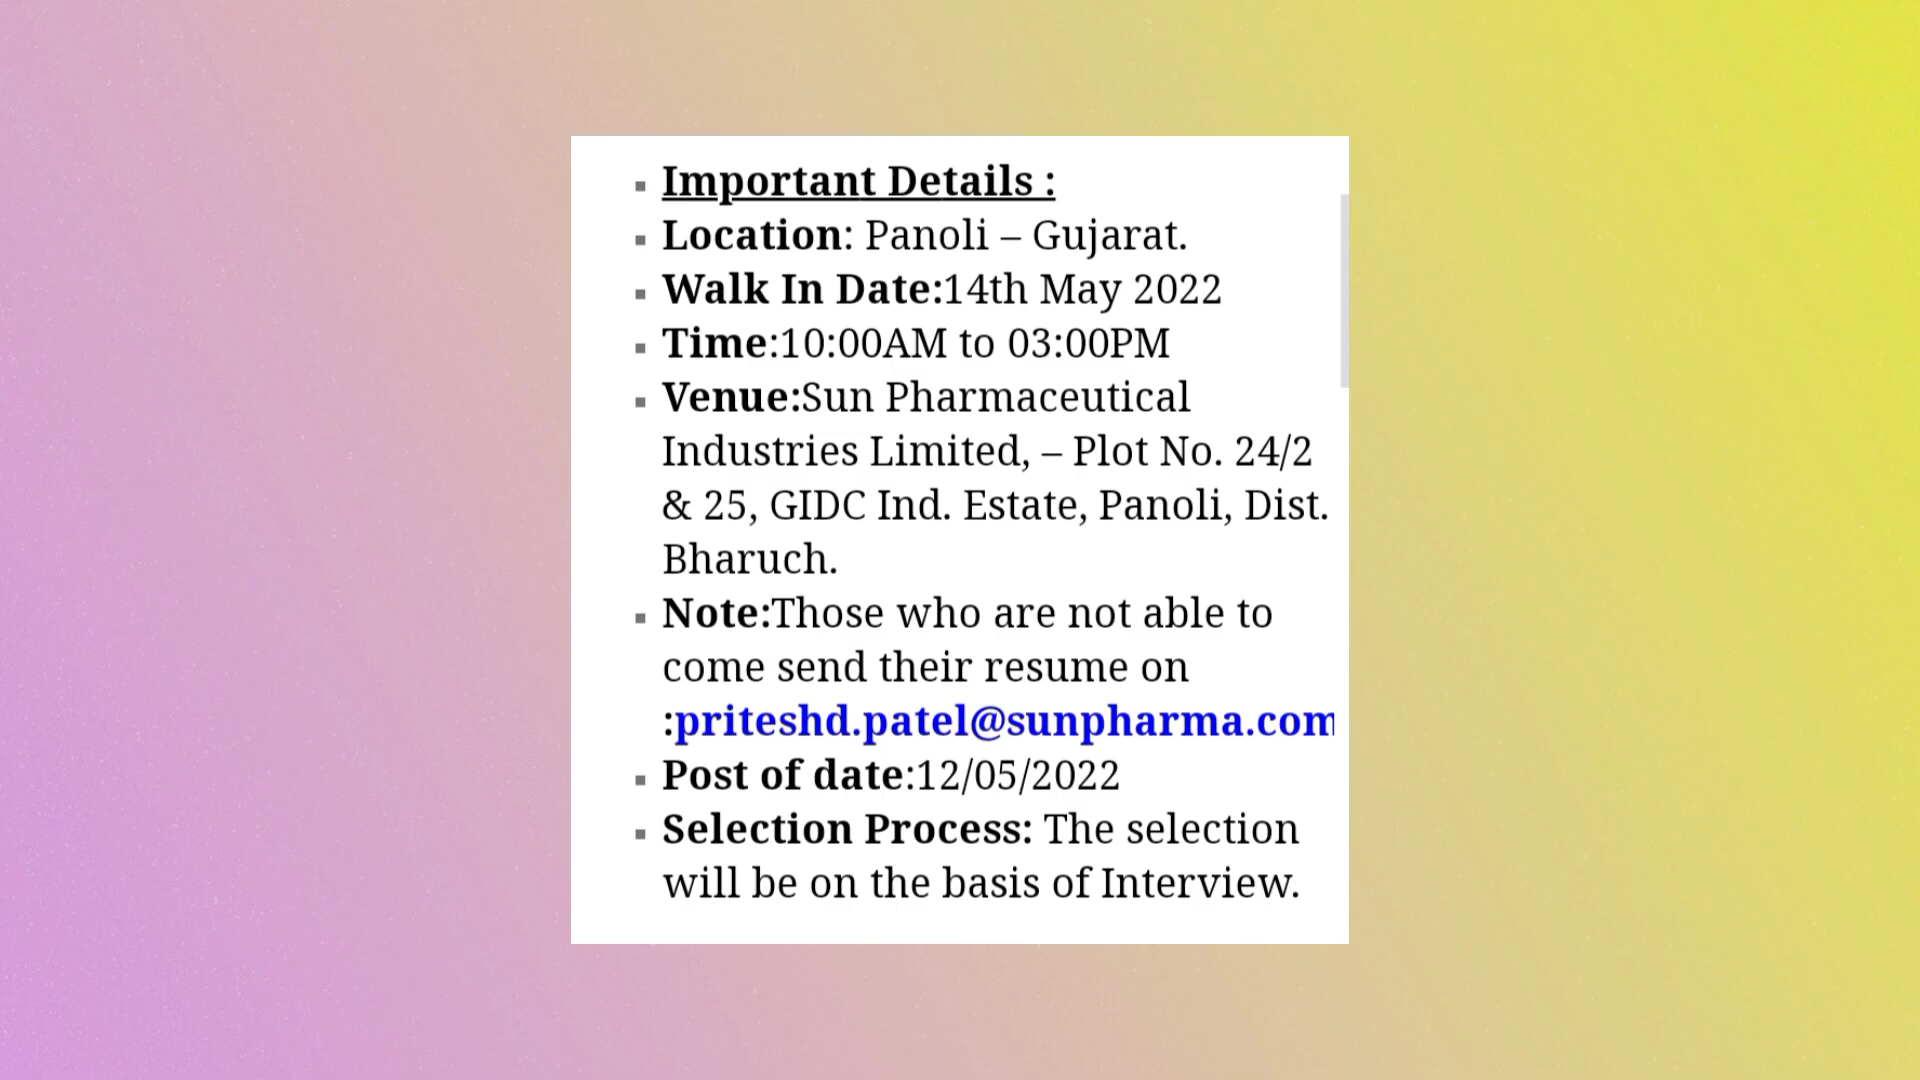 Important Details :
Location: Panoli – Gujarat.
Walk In Date:14th May 2022
Time:10:00AM to 03:00PM
Venue:Sun Pharmaceutical
Industries Limited, – Plot No. 24/2
& 25, GIDC Ind. Estate, Panoli, Dist.
Bharuch.
Note:Those who are not able to
come send their resume on
:priteshd.patel@sunpharma.com
Post of date:12/05/2022
Selection Process: The selection
will be on the basis of Interview.